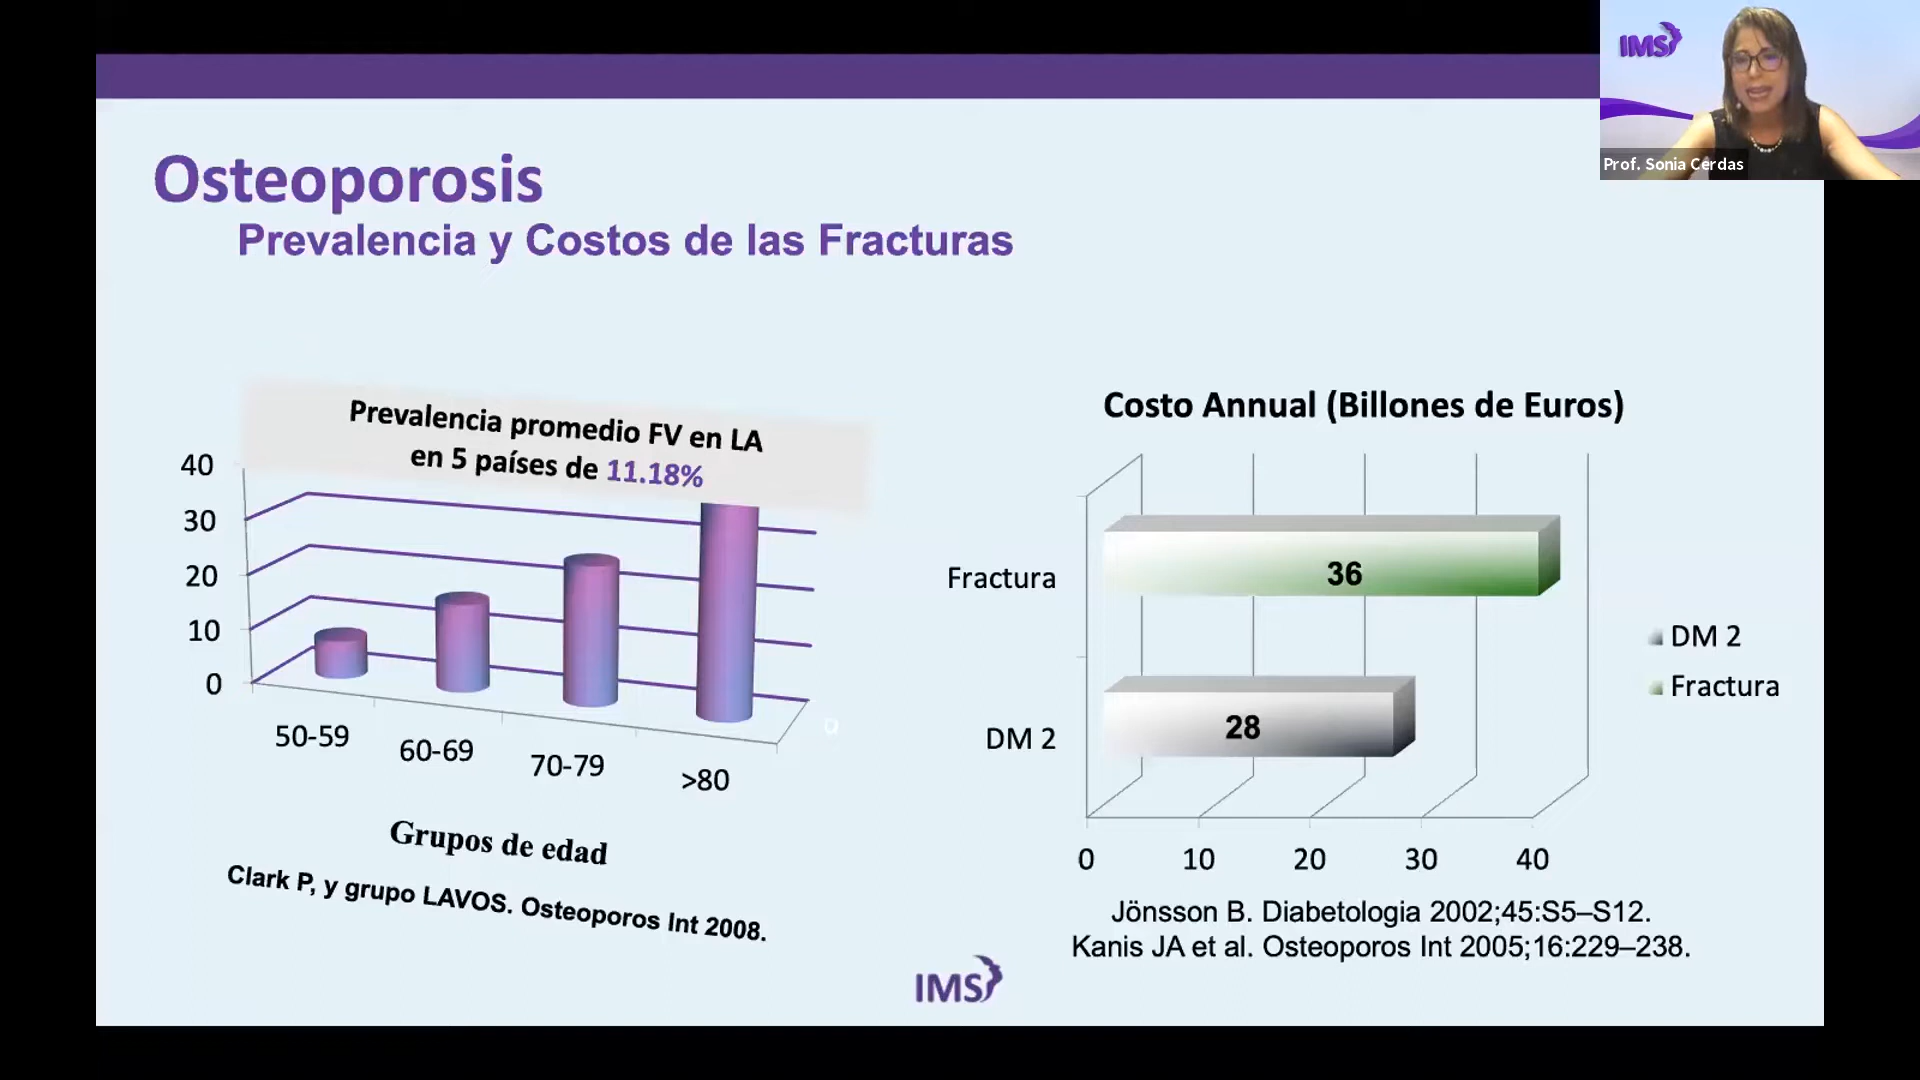 IMS
Prof. Sonia Cerdas
Osteoporosis
Prevalencia y Costos de las Fracturas
Prevalencia promedio FV en LA
en 5 países de 11.18%
40
30
20
10
0
50-59
60-69
70-79
>80
0
Grupos de edad
Clark P, y grupo LAVOS. Osteoporos Int 2008.
Costo Annual (Billones de Euros)
Fractura
36
DM 2
28
DM 2
Fractura
0
10
20
30
40
Jönsson B. Diabetologia 2002;45:S5–S12.
Kanis JA et al. Osteoporos Int 2005;16:229–238.
IMS